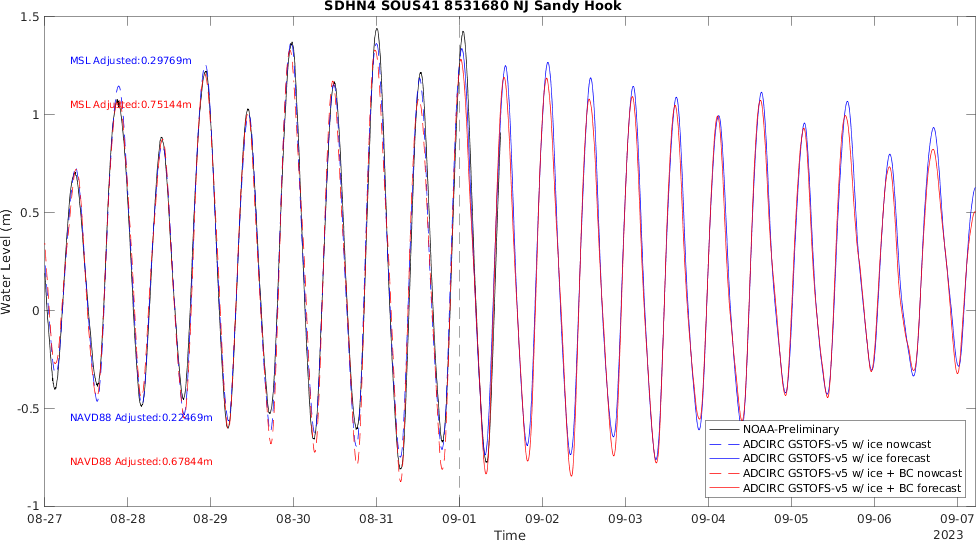 SDHN4 SOUS41 8531680 NJ Sandy Hook
1.5
1
0.5
0
-0.5
-1
Water Level (m)
MSL Adjusted:0.29769m
MSL Adjusted:0.75144m
NAVD88 Adjusted:0.22469m
NAVD88 Adjusted:0.67844m
NOAA-Preliminary
ADCIRC GSTOFS-v5 w/ ice nowcast
ADCIRC GSTOFS-v5 w/ ice forecast
ADCIRC GSTOFS-v5 w/ ice + BC nowcast
ADCIRC GSTOFS-v5 w/ ice + BC forecast
08-27 08-28 08-29 08-30 08-31 09-01 09-02 09-03 09-04 09-05 09-06 09-07
Time
2023